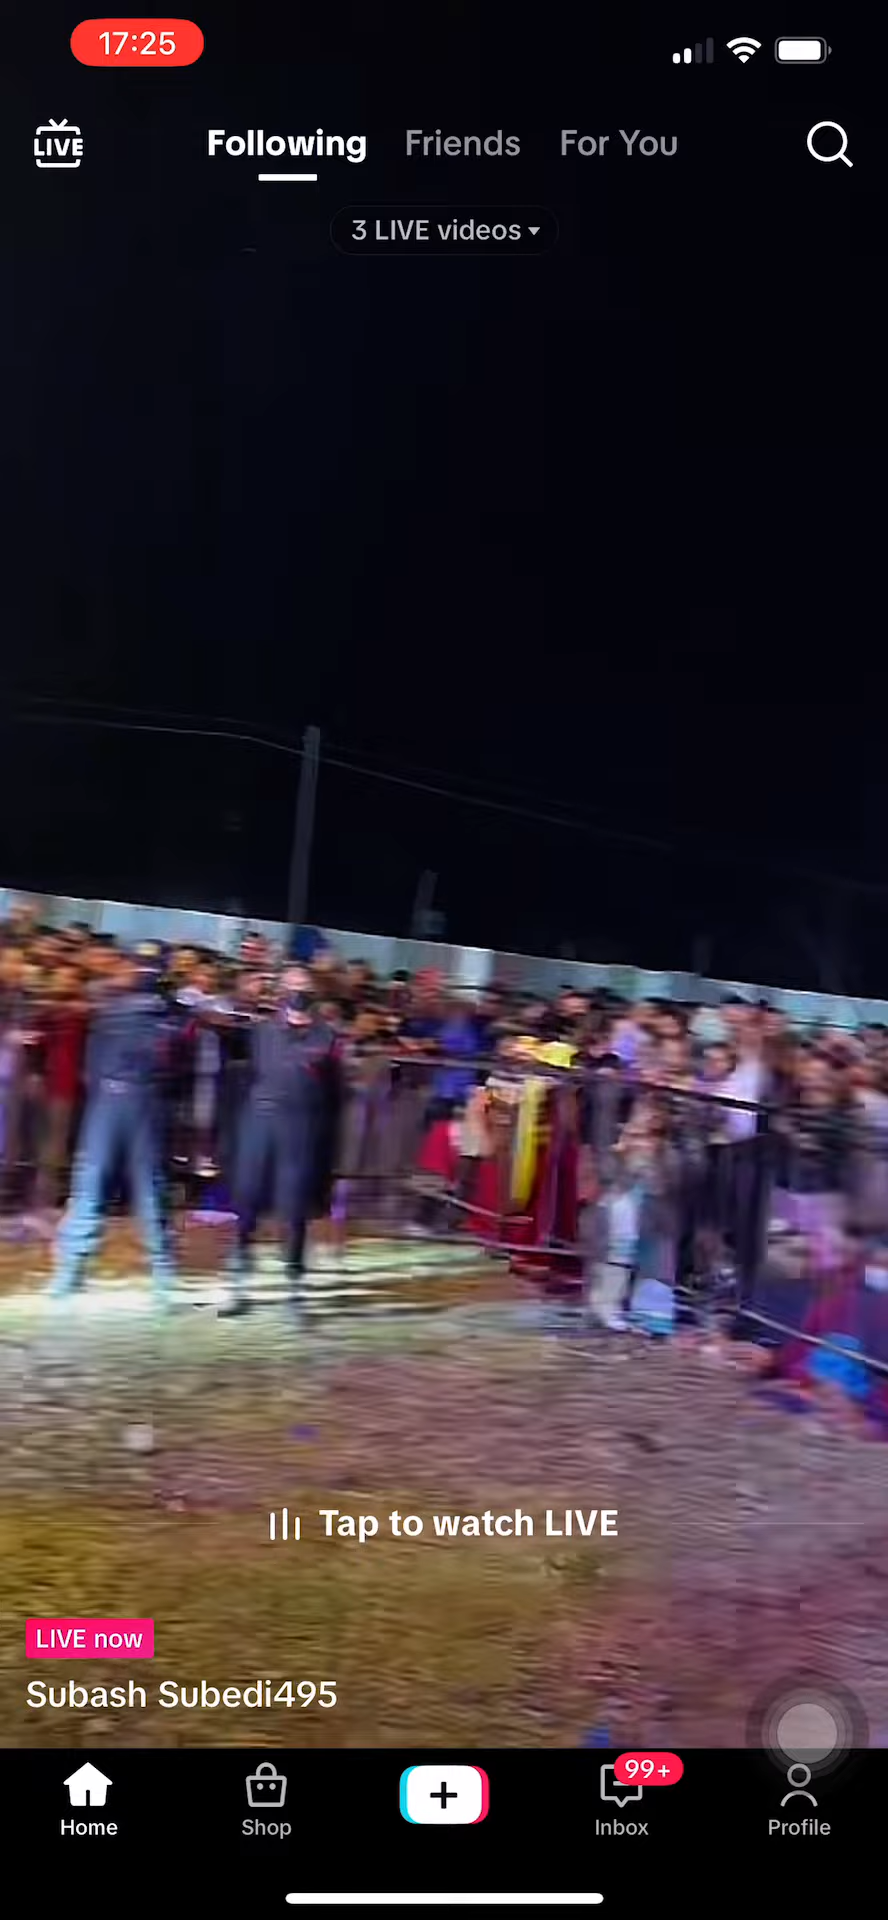 17:25
LIVE
Following
Friends
For You
3 LIVE videos
Tap to watch LIVE
LIVE now
Subash Subedi495
99+
Home
Shop
Inbox
Profile